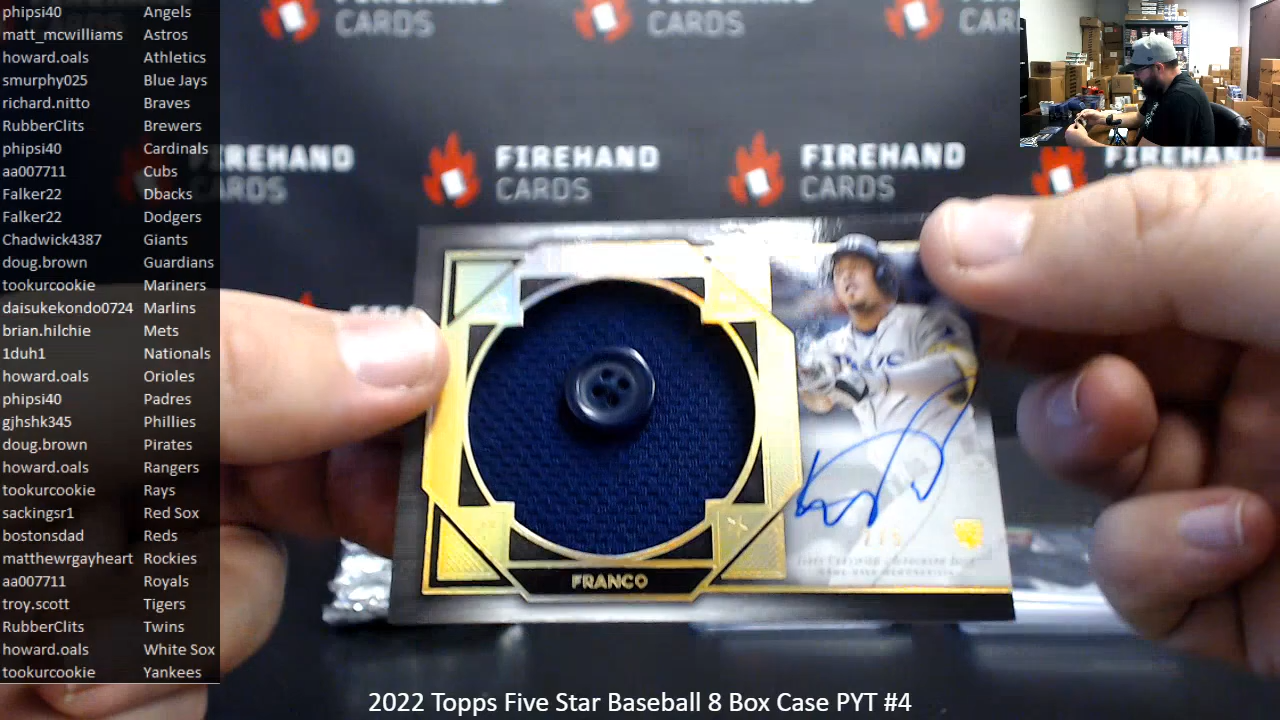 phipsi40 Angels
matt_mcwilliams Astros
howard.oals Athletics
smurphy025 Blue Jays
richard.nitto Braves
RubberClits Brewers
phipsi40 Cardinals
aa007711 Cubs
Falker22 Dbacks
Falker22 Dodgers
Chadwick4387 Giants
doug.brown Guardians
tookurcookie Mariners
daisukekondo0724 Marlins
brian.hilchie Mets
1duh1 Nationals
howard.oals Orioles
phipsi40 Padres
gjhshk345 Phillies
doug.brown Pirates
howard.oals Rangers
tookurcookie Rays
sackingsr1 Red Sox
bostonsdad Reds
matthewrgayheart Rockies
aa007711 Royals
troy.scott Tigers
RubberClits Twins
howard.oals White Sox
tookurcookie Yankees
FIREHAND
CARDS
CARDS
CARDS
FIREHAND
CARDS
FIREHAND
CARDS
FIREHAND
CARDS
FRANCO
2022 Topps Five Star Baseball 8 Box Case PYT #4